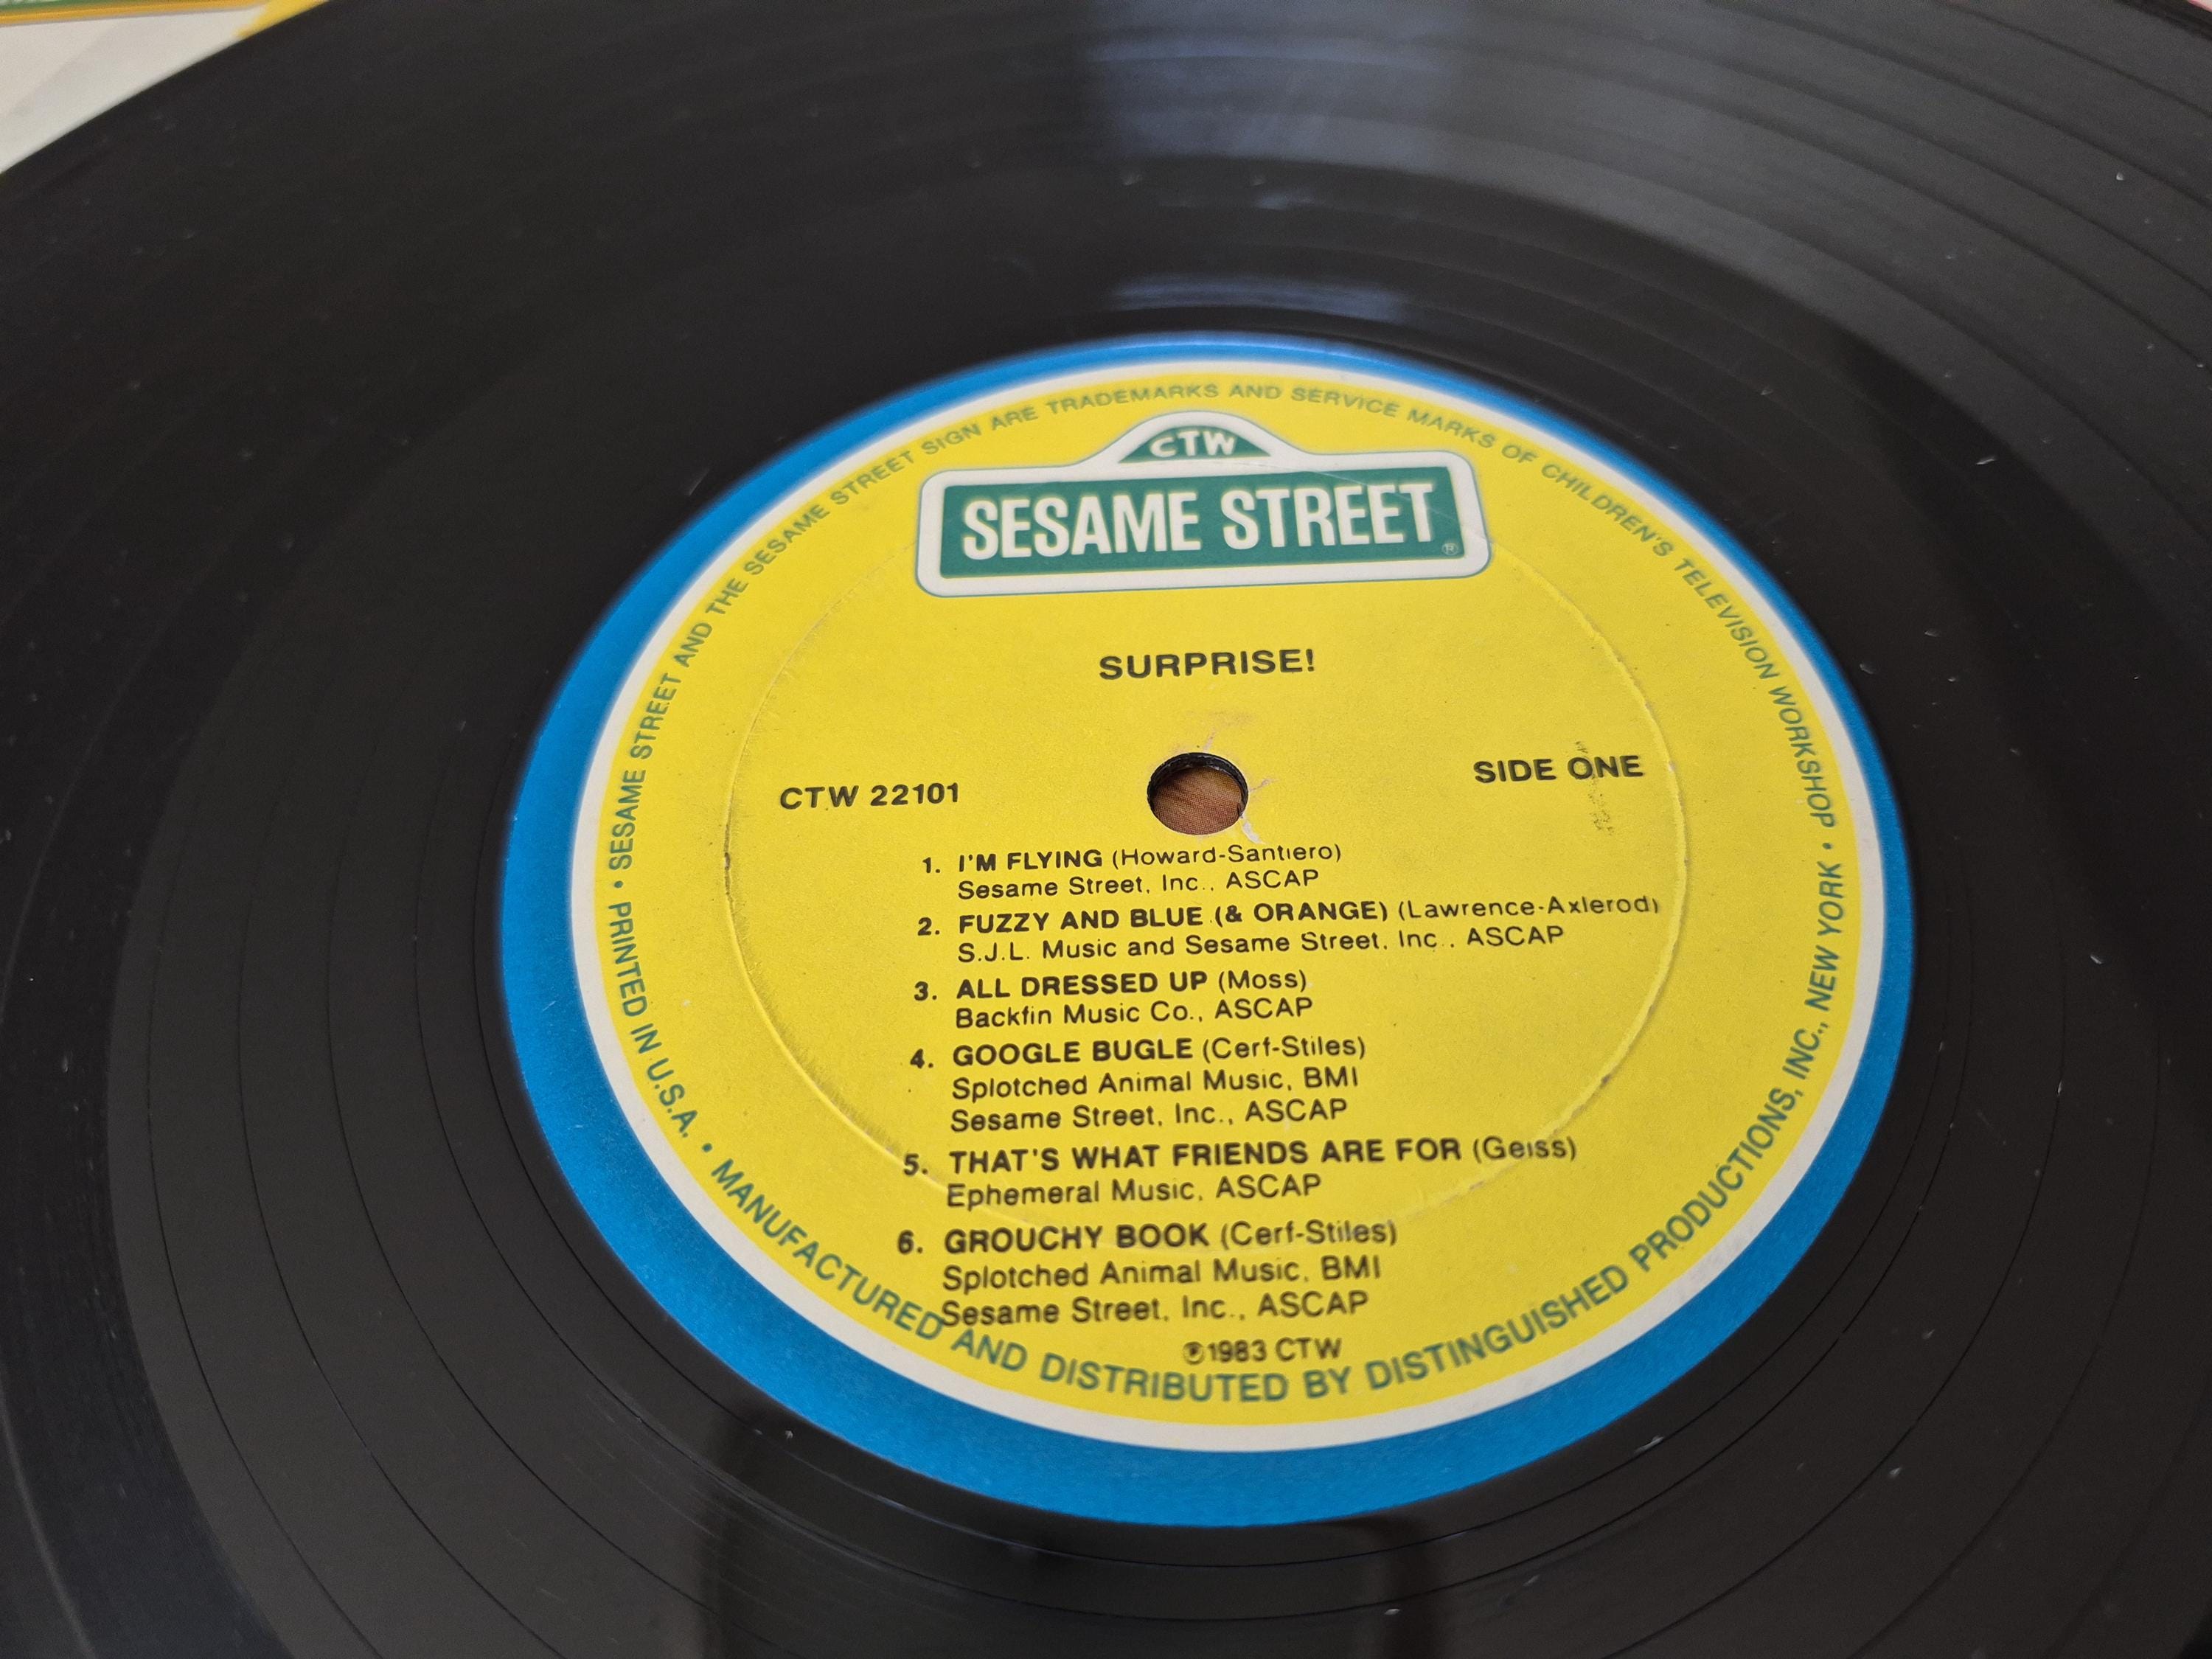 SESAME STREET AND THE SESAME STREET SIGN ARE TRADEMARKS AND SERVICE MARKS OF CHILDREN'S TELEVISION WORKSHOP •
CTW
SESAME STREET®
SURPRISE!
CTW 22101
SIDE ONE
1. I'M FLYING (Howard-Santiero)
Sesame Street, Inc., ASCAP
2. FUZZY AND BLUE (& ORANGE) (Lawrence-Axlerod)
S.J.L. Music and Sesame Street, Inc., ASCAP
3. ALL DRESSED UP (Moss)
Backfin Music Co., ASCAP
4. GOOGLE BUGLE (Cerf-Stiles)
Splotched Animal Music, BMI
Sesame Street, Inc., ASCAP
5. THAT'S WHAT FRIENDS ARE FOR (Geiss)
Ephemeral Music, ASCAP
6. GROUCHY BOOK (Cerf-Stiles)
Splotched Animal Music, BMI
Sesame Street, Inc., ASCAP
℗1983 CTW
• PRINTED IN U.S.A. • MANUFACTURED AND DISTRIBUTED BY DISTINGUISHED PRODUCTIONS, INC., NEW YORK